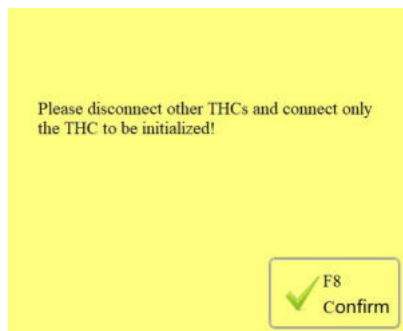 Please disconnect other THCs and connect only
the THC to be initialized!
F8
Confirm